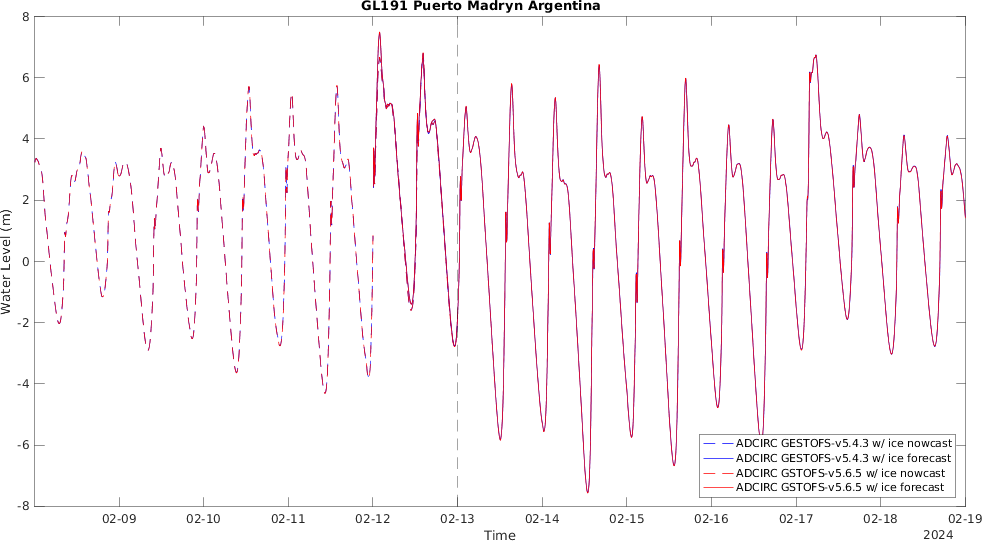 GL191 Puerto Madryn Argentina
8
6
4
2
0
-2
-4
-6
-8
Water Level (m)
ADCIRC GESTOFS-v5.4.3 w/ ice nowcast
ADCIRC GESTOFS-v5.4.3 w/ ice forecast
ADCIRC GSTOFS-v5.6.5 w/ ice nowcast
ADCIRC GSTOFS-v5.6.5 w/ ice forecast
02-09 02-10 02-11 02-12 02-13 02-14 02-15 02-16 02-17 02-18 02-19
Time
2024